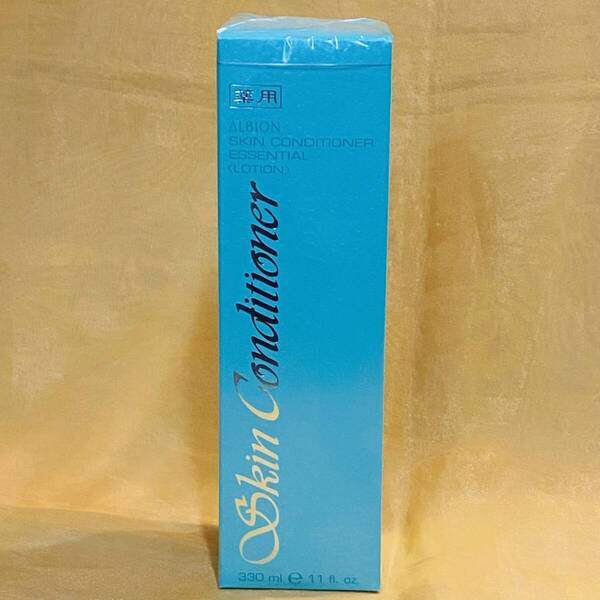 薬用
ALBION
SKIN CONDITIONER
ESSENTIAL
〈LOTION〉
Skin Conditioner
330 ml ℮ 11 fl. oz.